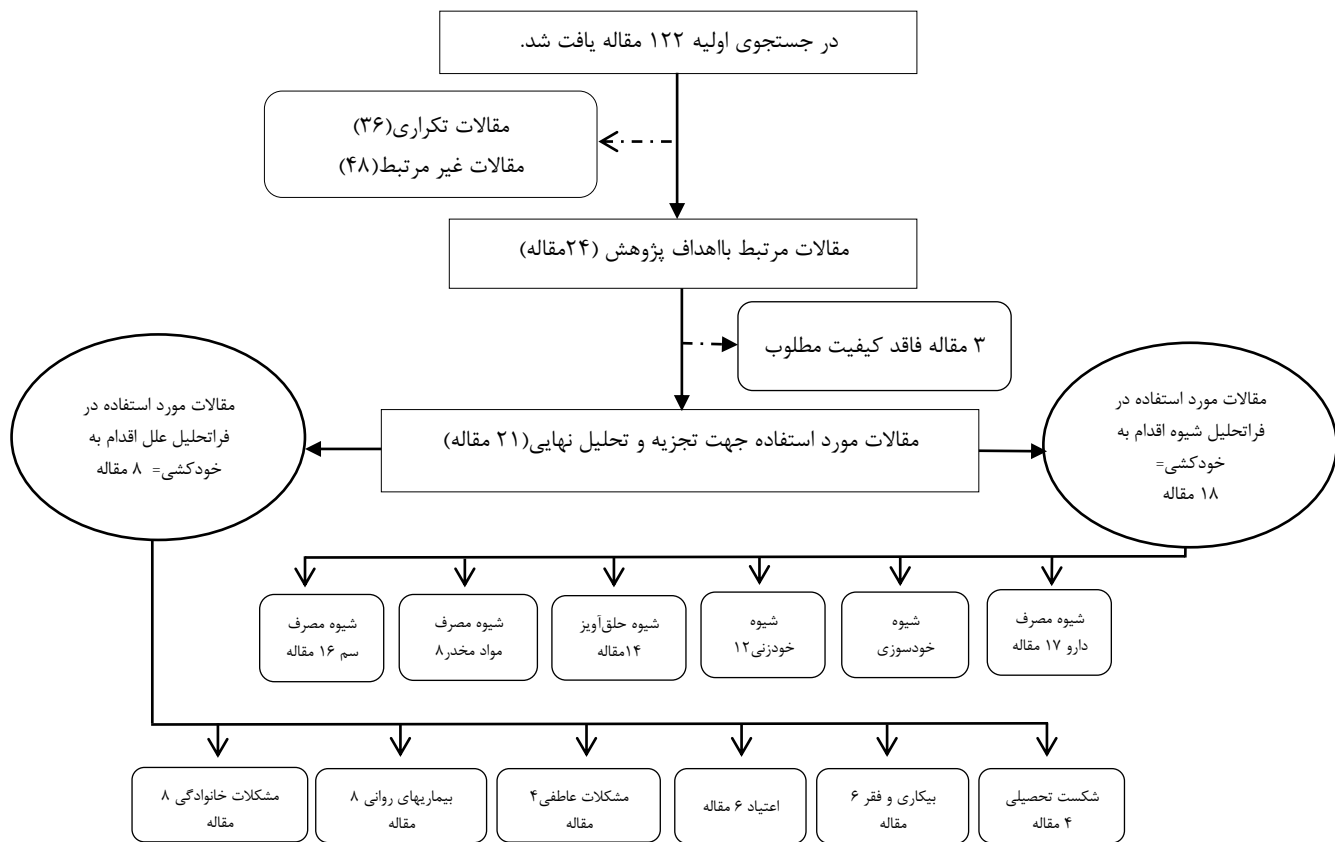 در جستجوی اولیه ۱۲۲ مقاله یافت شد.
مقالات تکراری(۳۶)
مقالات غیر مرتبط(۴۸)
مقالات مرتبط بااهداف پژوهش (۲۴مقاله)
۳ مقاله فاقد کیفیت مطلوب
مقالات مورد استفاده در
فراتحلیل شیوه اقدام به
خودکشی=
۱۸ مقاله
مقالات مورد استفاده جهت تجزیه و تحلیل نهایی(۲۱ مقاله)
مقالات مورد استفاده در
فراتحلیل علل اقدام به
خودکشی= ۸ مقاله
شیوه مصرف
دارو ۱۷ مقاله
شیوه
خودسوزی
شیوه
خودزنی۱۲
شیوه حلق‌آویز
۱۴مقاله
شیوه مصرف
مواد مخدر۸
شیوه مصرف
سم ۱۶ مقاله
شکست تحصیلی
۴ مقاله
بیکاری و فقر ۶
مقاله
اعتیاد ۶ مقاله
مشکلات عاطفی۴
مقاله
بیماریهای روانی ۸
مقاله
مشکلات خانوادگی ۸
مقاله